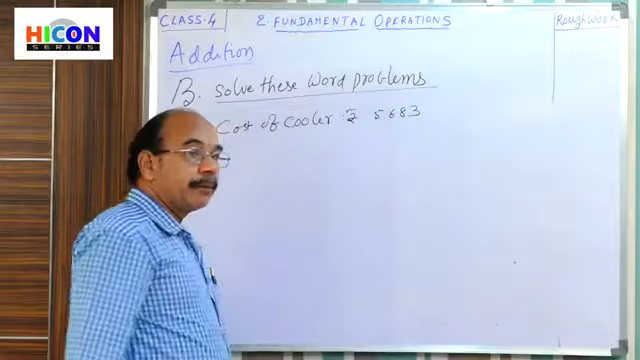 HICON
SERIES
CLASS-4
2. FUNDAMENTAL OPERATIONS
Rough Work
Addition
B. Solve these word problems
Cost of cooler : ₹ 5683